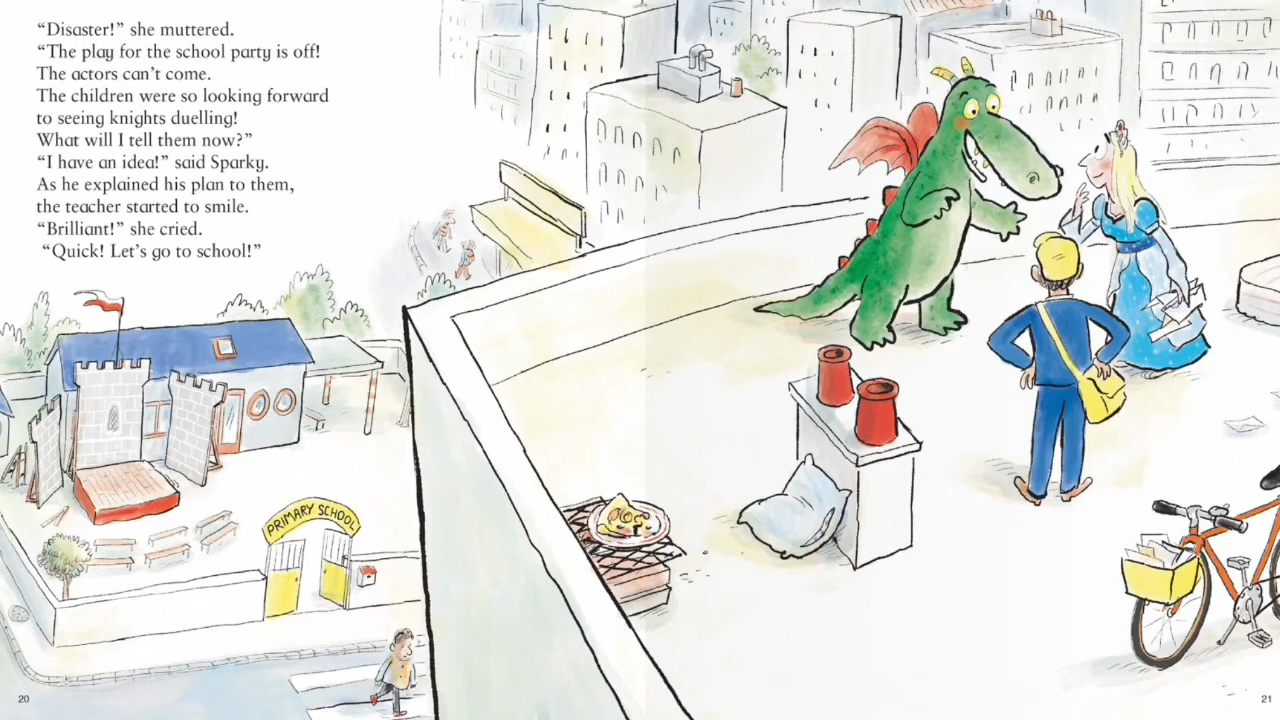 “Disaster!” she muttered.
“The play for the school party is off!
The actors can’t come.
The children were so looking forward
to seeing knights duelling!
What will I tell them now?”
“I have an idea!” said Sparky.
As he explained his plan to them,
the teacher started to smile.
“Brilliant!” she cried.
“Quick! Let’s go to school!”
PRIMARY SCHOOL
20
21